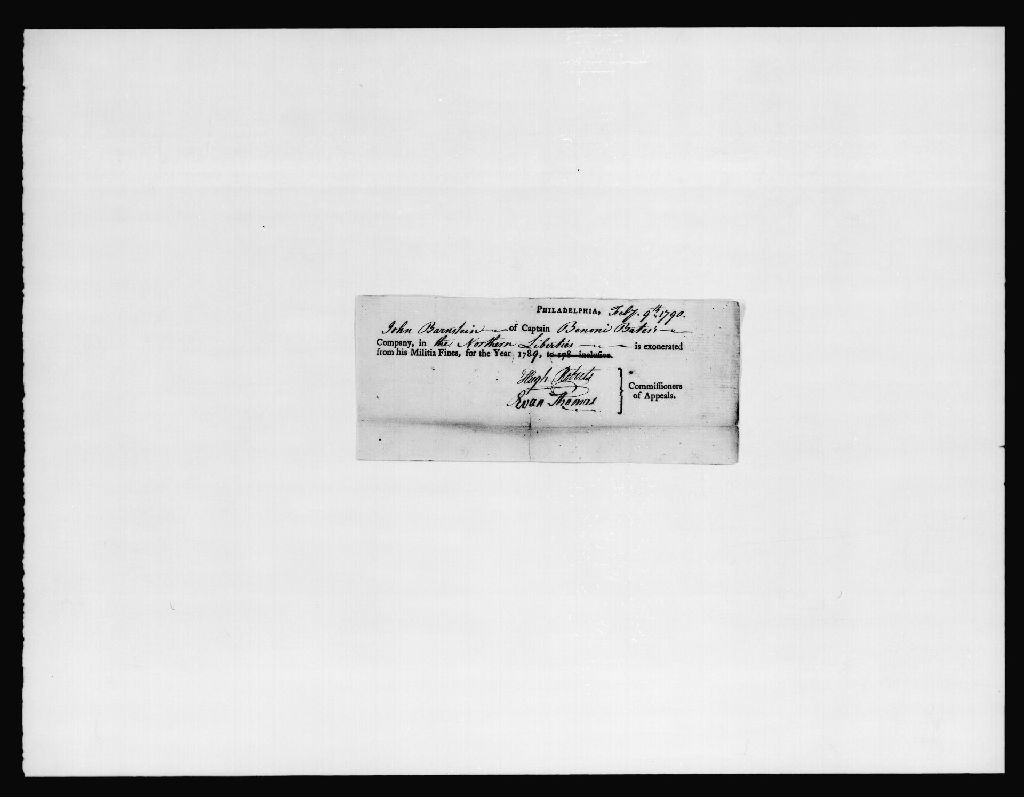 PHILADELPHIA, Feby. 9th. 1790.
John Barnstein of Captain Benoni Bates's
Company, in the Northern Liberties is exonerated
from his Militia Fines, for the Year 1789, to 178 inclusive.
Hugh Roberts
Evan Thomas
Commissioners
of Appeals.